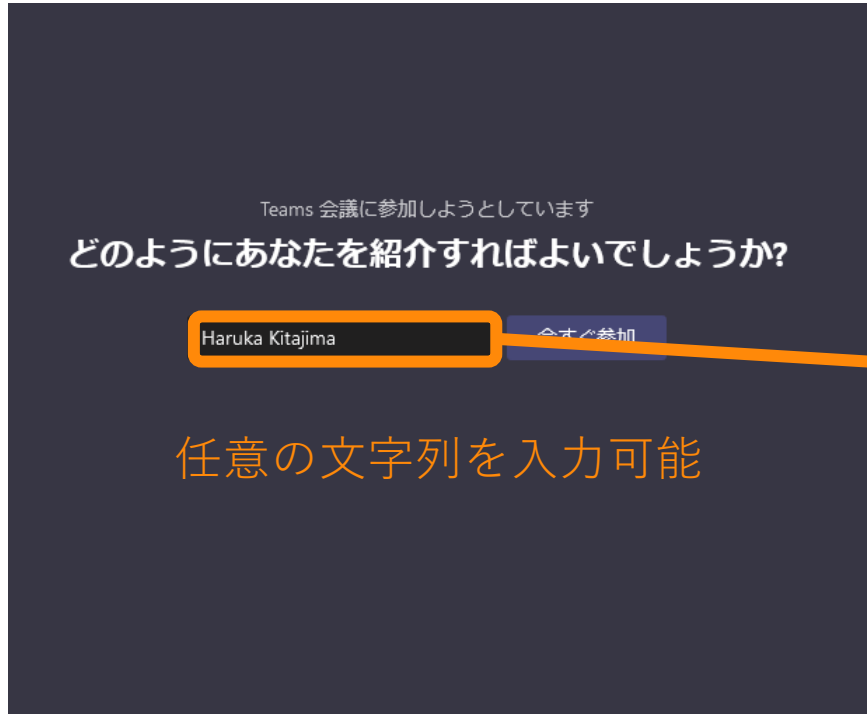 Teams 会議に参加しようとしています
どのようにあなたを紹介すればよいでしょうか?
Haruka Kitajima
今すぐ参加
任意の文字列を入力可能